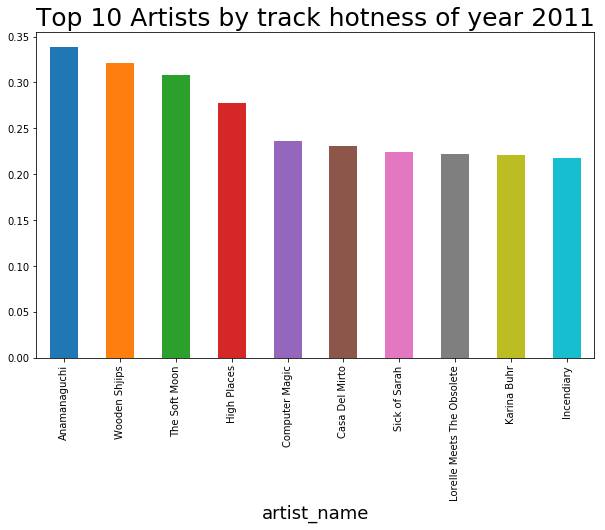 Top 10 Artists by track hotness of year 2011
0.35
0.30
0.25
0.20
0.15
0.10
0.05
0.00
Anamanaguchi
Wooden Shjips
The Soft Moon
High Places
Computer Magic
Casa Del Mirto
Sick of Sarah
Lorelle Meets The Obsolete
Karina Buhr
Incendiary
artist_name